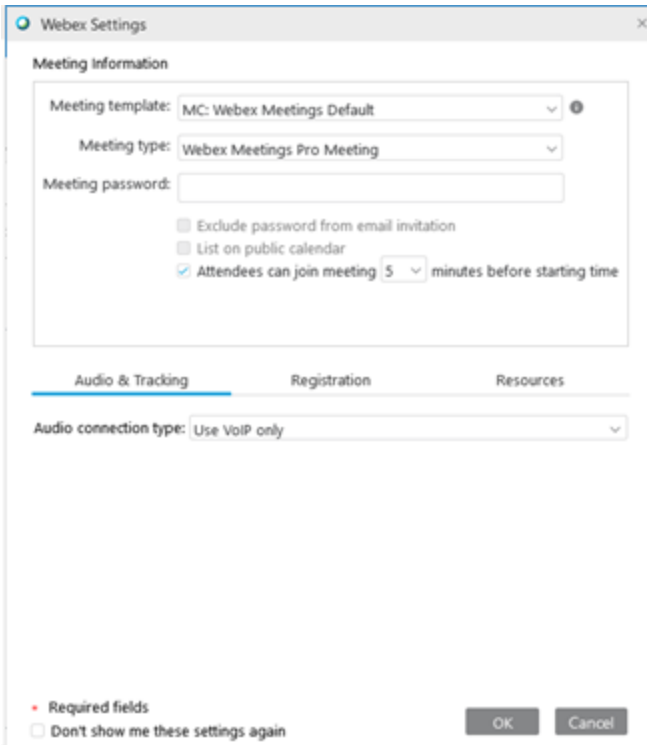 Webex Settings
Meeting Information
Meeting template: MC: Webex Meetings Default
Meeting type: Webex Meetings Pro Meeting
Meeting password:
Exclude password from email invitation
List on public calendar
Attendees can join meeting 5 minutes before starting time
Audio & Tracking Registration Resources
Audio connection type: Use VoIP only
* Required fields
Don't show me these settings again
OK Cancel